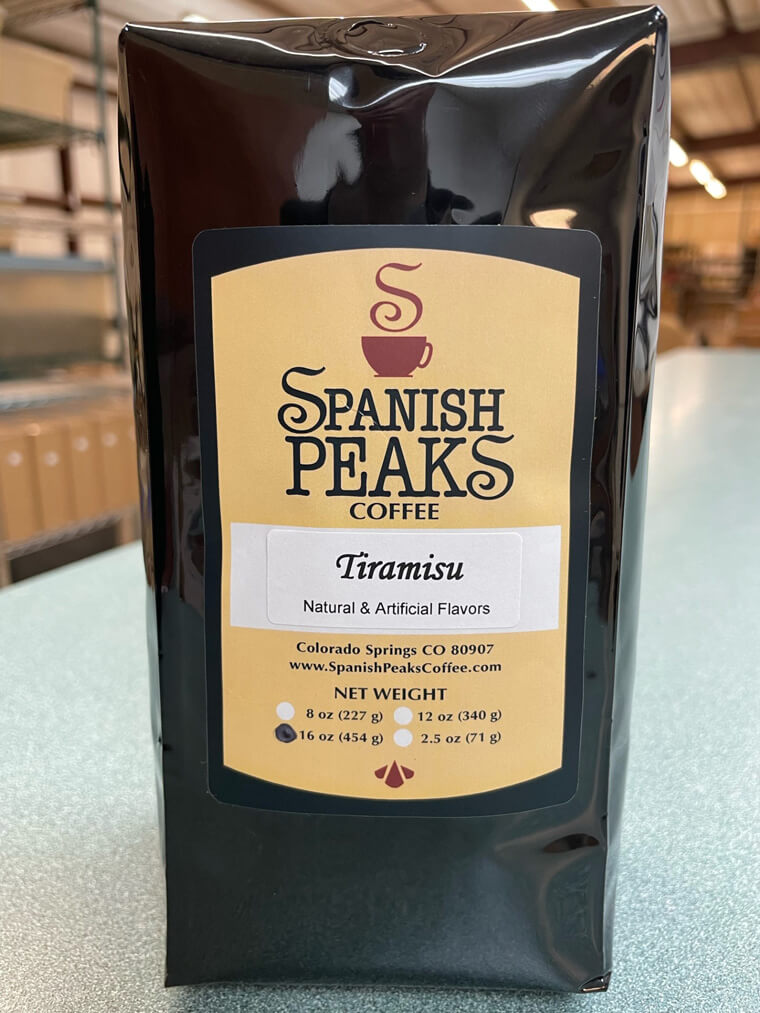 SPANISH
PEAKS
COFFEE
Tiramisu
Natural & Artificial Flavors
Colorado Springs CO 80907
www.SpanishPeaksCoffee.com
NET WEIGHT
8 oz (227 g) 12 oz (340 g)
16 oz (454 g) 2.5 oz (71 g)